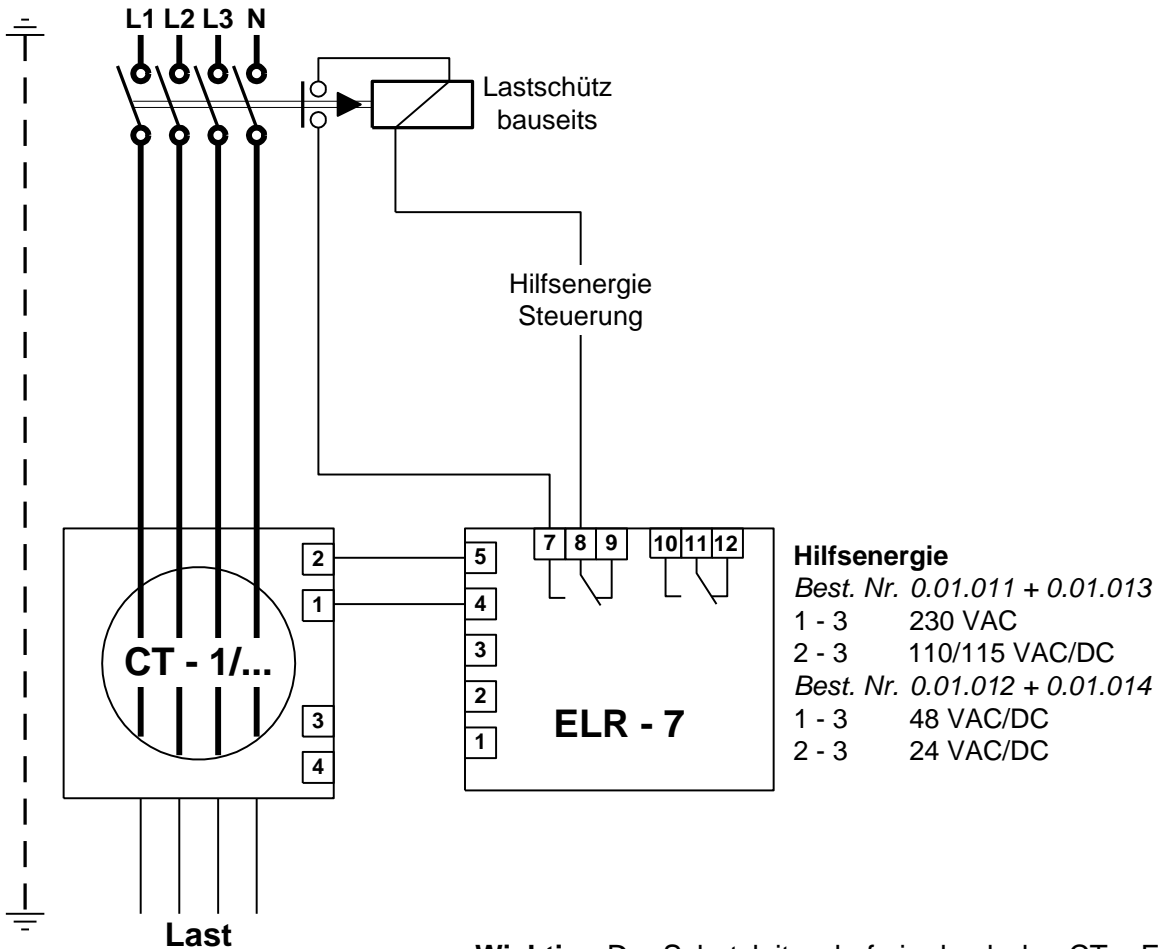 L1 L2 L3 N
Lastschütz
bauseits
Hilfsenergie
Steuerung
7 8 9 10 11 12
2 5
1 4
3
2
1
3
4
CT - 1/...
ELR - 7
Hilfsenergie
Best. Nr. 0.01.011 + 0.01.013
1 - 3 230 VAC
2 - 3 110/115 VAC/DC
Best. Nr. 0.01.012 + 0.01.014
1 - 3 48 VAC/DC
2 - 3 24 VAC/DC
Last